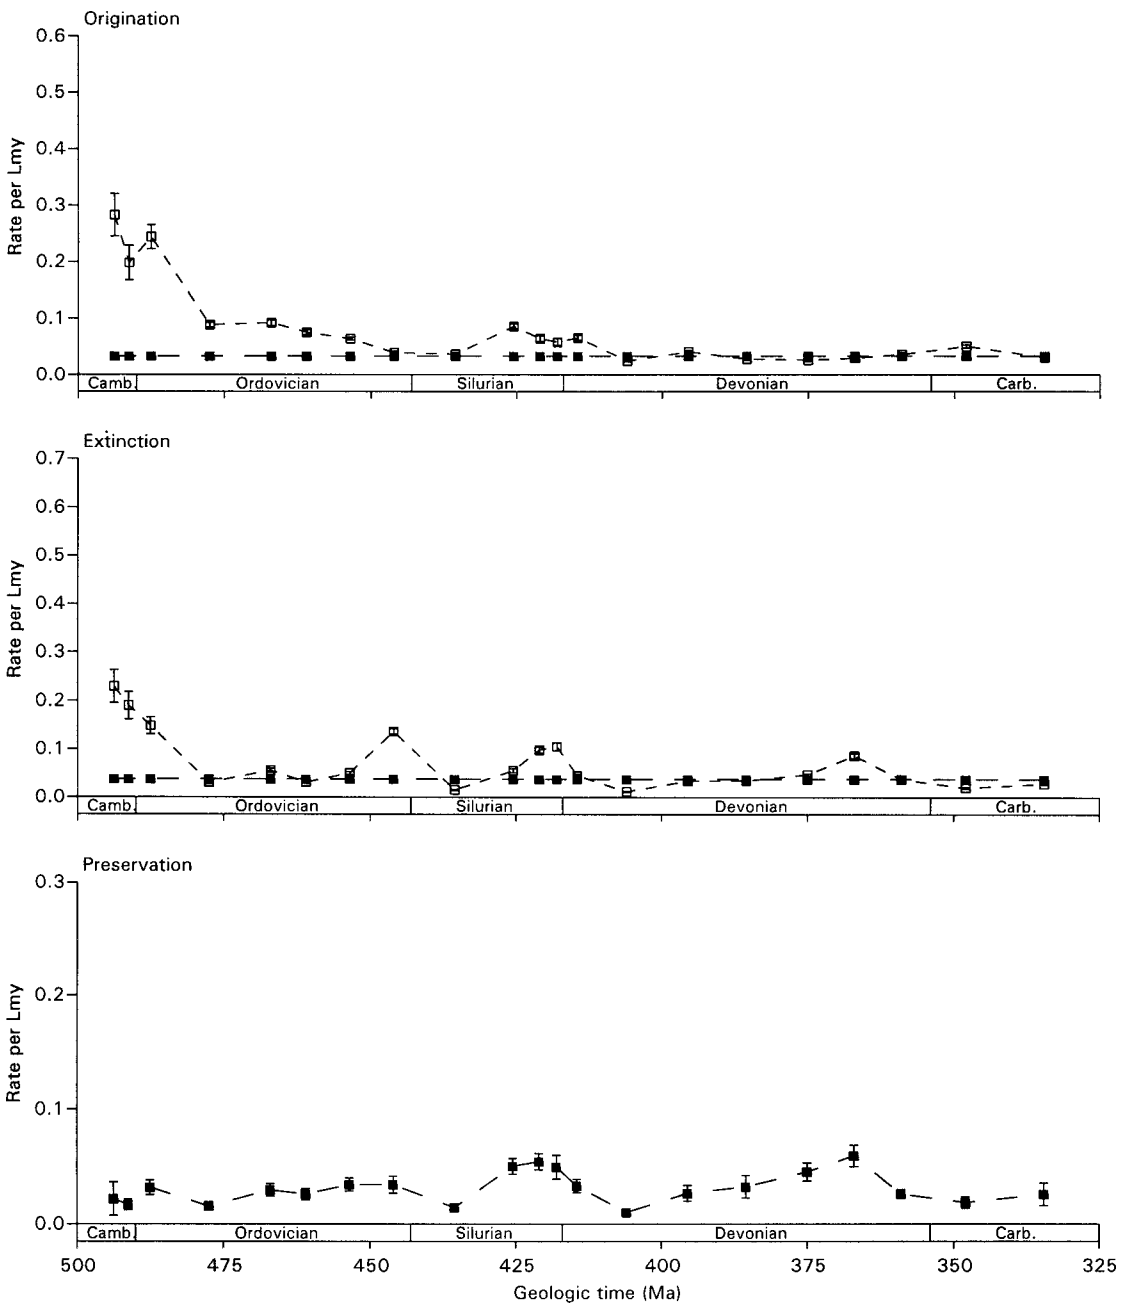 Origination
0.6
0.5
0.4
0.3
0.2
0.1
0.0
Rate per Lmy
Camb. Ordovician Silurian Devonian Carb.
Extinction
0.7
0.6
0.5
0.4
0.3
0.2
0.1
0.0
Rate per Lmy
Camb. Ordovician Silurian Devonian Carb.
Preservation
0.3
0.2
0.1
0.0
Rate per Lmy
Camb. Ordovician Silurian Devonian Carb.
500 475 450 425 400 375 350 325
Geologic time (Ma)